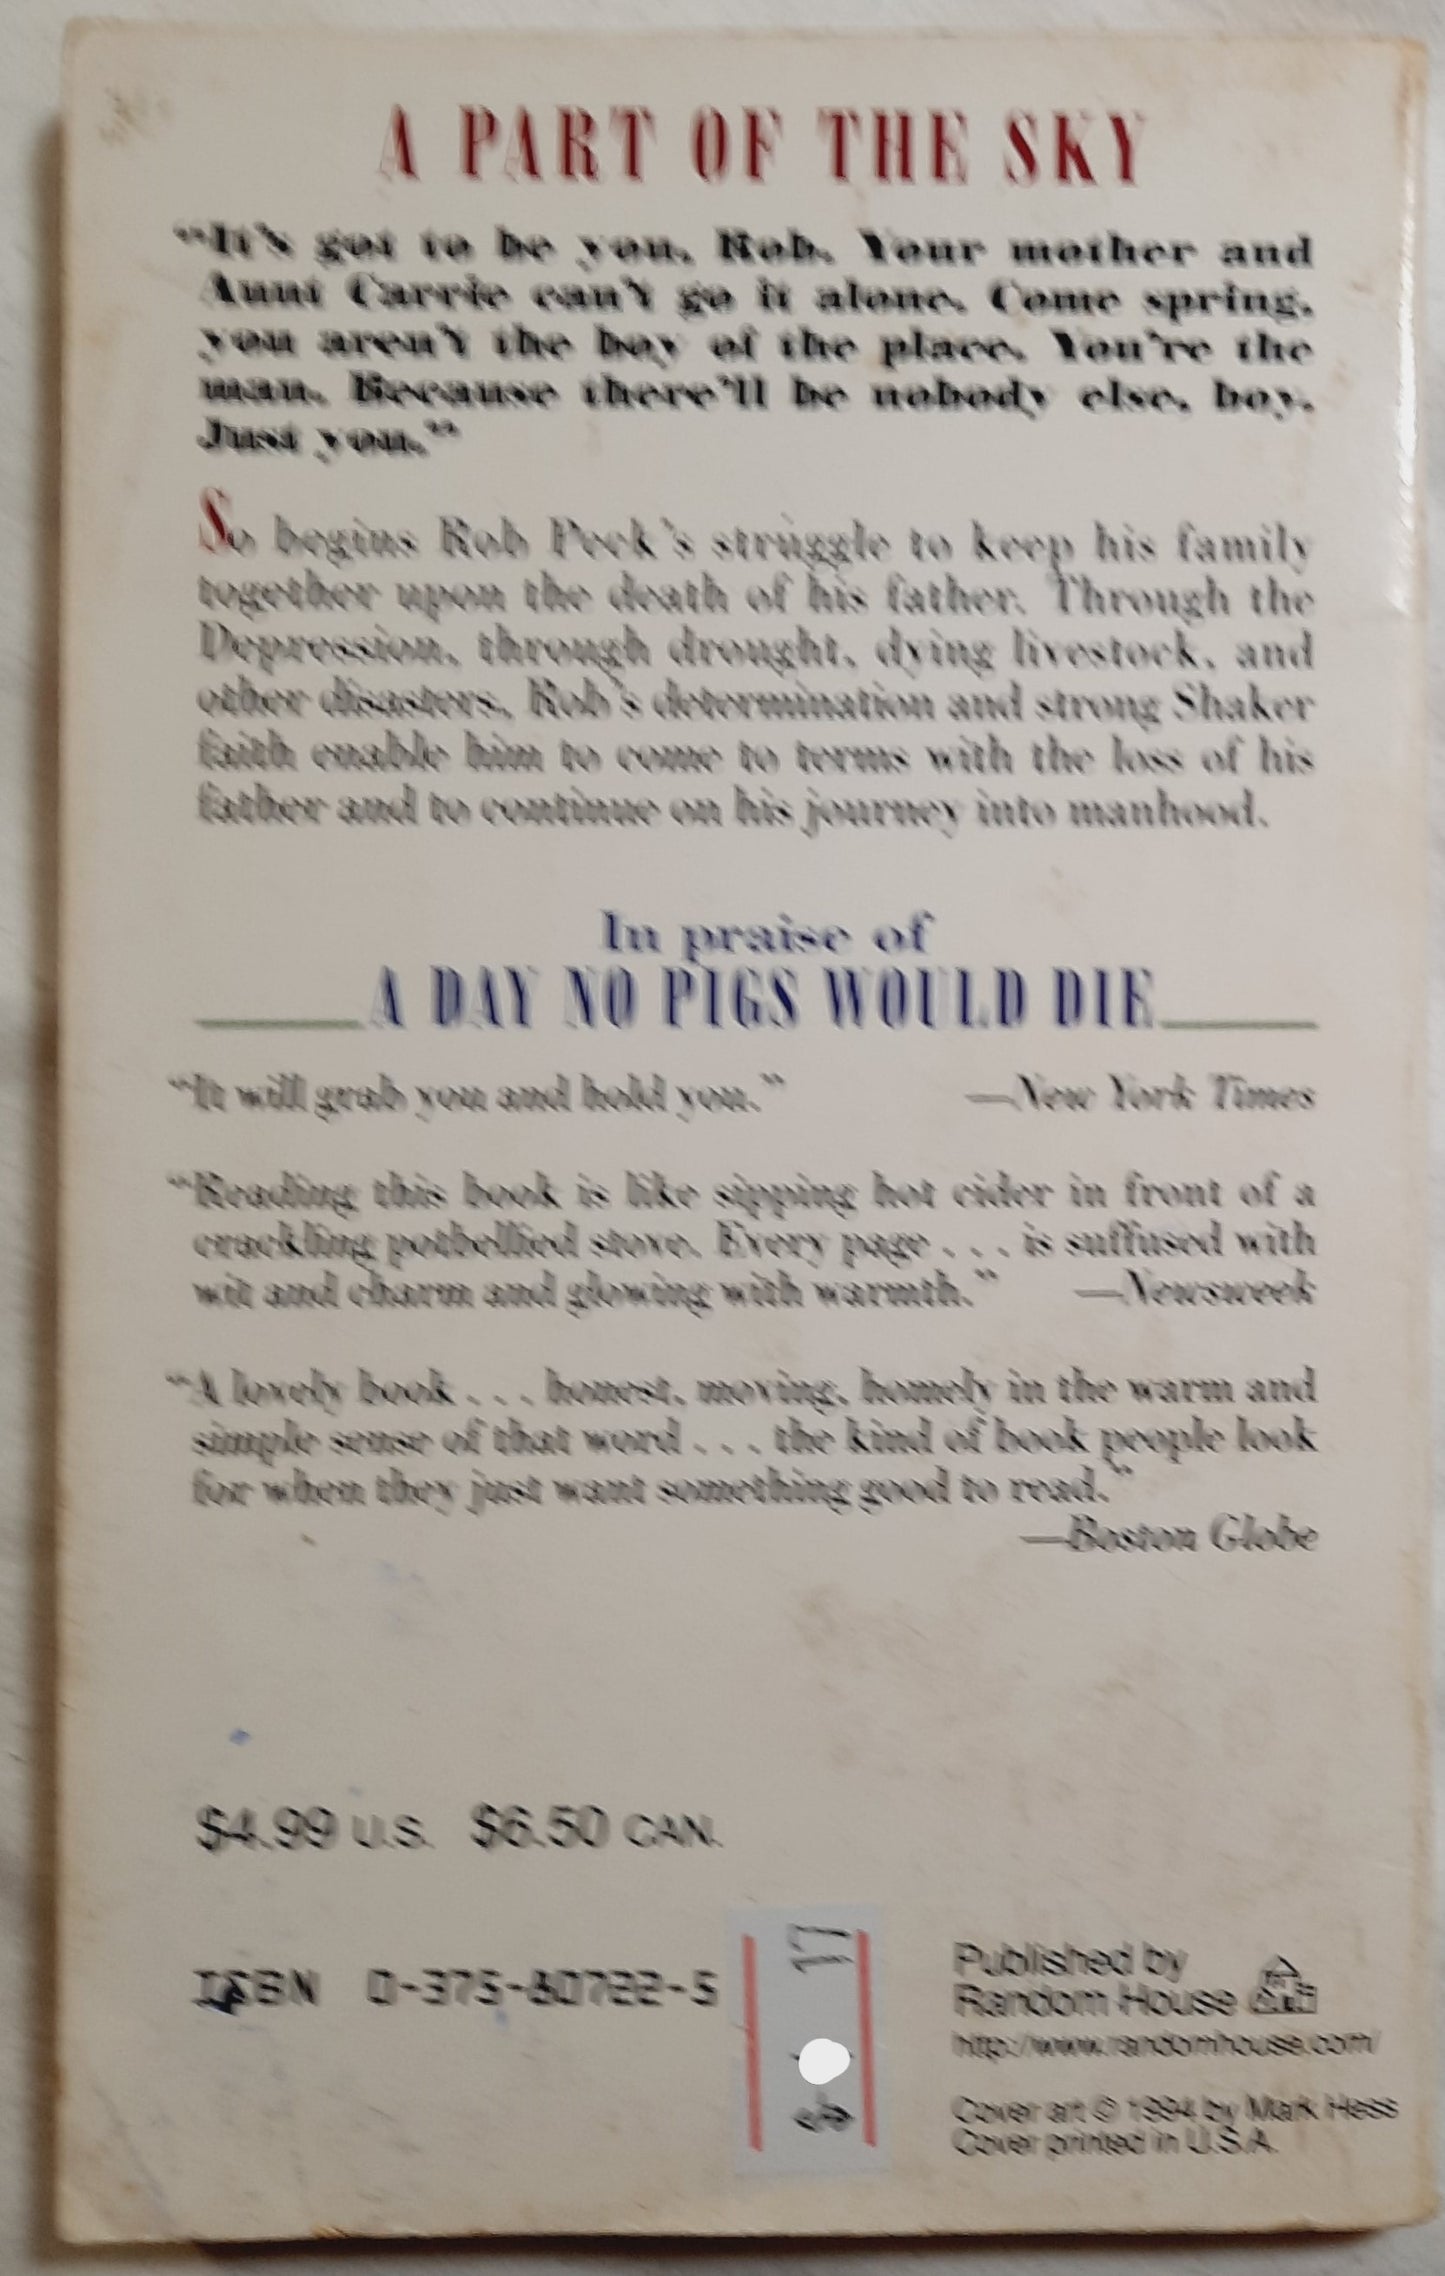 A PART OF THE SKY
“It’s got to be you, Rob. Your mother and
Aunt Carrie can’t go it alone. Come spring,
you aren’t the boy of the place. You’re the
man. Because there’ll be nobody else, boy.
Just you.”
So begins Rob Peck’s struggle to keep his family
together upon the death of his father. Through the
Depression, through drought, dying livestock, and
other disasters, Rob’s determination and strong Shaker
faith enable him to come to terms with the loss of his
father and to continue on his journey into manhood.
In praise of
A DAY NO PIGS WOULD DIE
“It will grab you and hold you.” —New York Times
“Reading this book is like sipping hot cider in front of a
crackling potbellied stove. Every page . . . is suffused with
wit and charm and glowing with warmth.” —Newsweek
“A lovely book . . . honest, moving, homely in the warm and
simple sense of that word . . . the kind of book people look
for when they just want something good to read.”
—Boston Globe
$4.99 U.S. $6.50 CAN.
ISBN 0-375-80722-5
17
Published by
Random House
http://www.randomhouse.com/
Cover art © 1994 by Mark Hess
Cover printed in U.S.A.